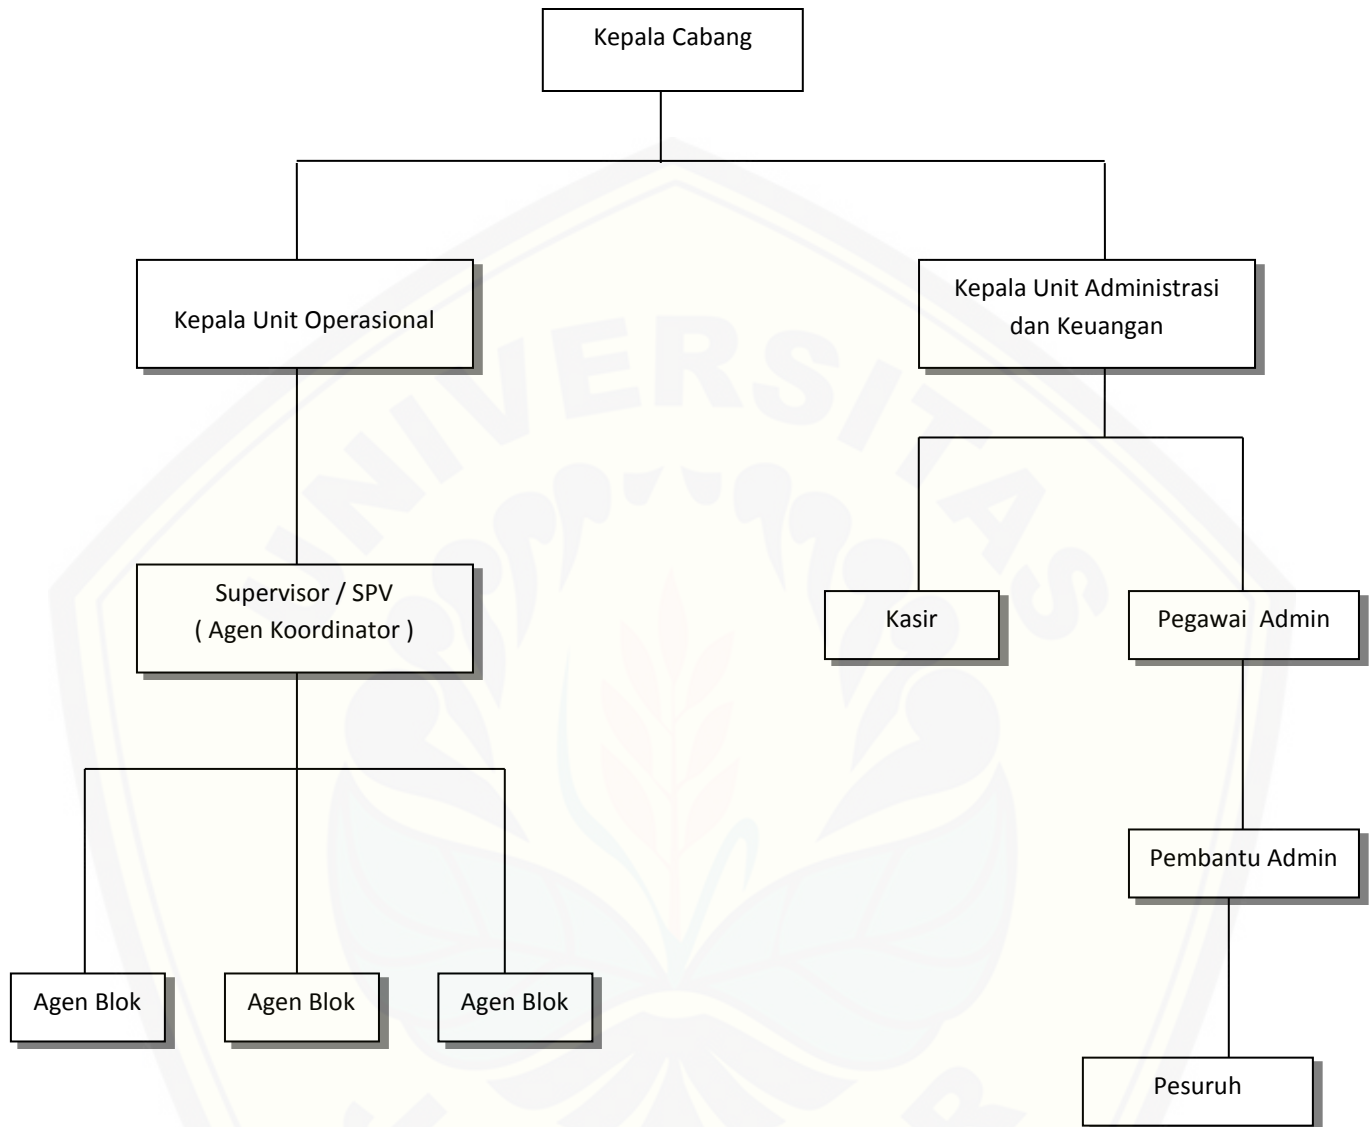 Kepala Cabang
Kepala Unit Operasional
Kepala Unit Administrasi
dan Keuangan
Supervisor / SPV
( Agen Koordinator )
Kasir
Pegawai  Admin
Pembantu Admin
Agen Blok
Agen Blok
Agen Blok
Pesuruh
UNIVERSITAS